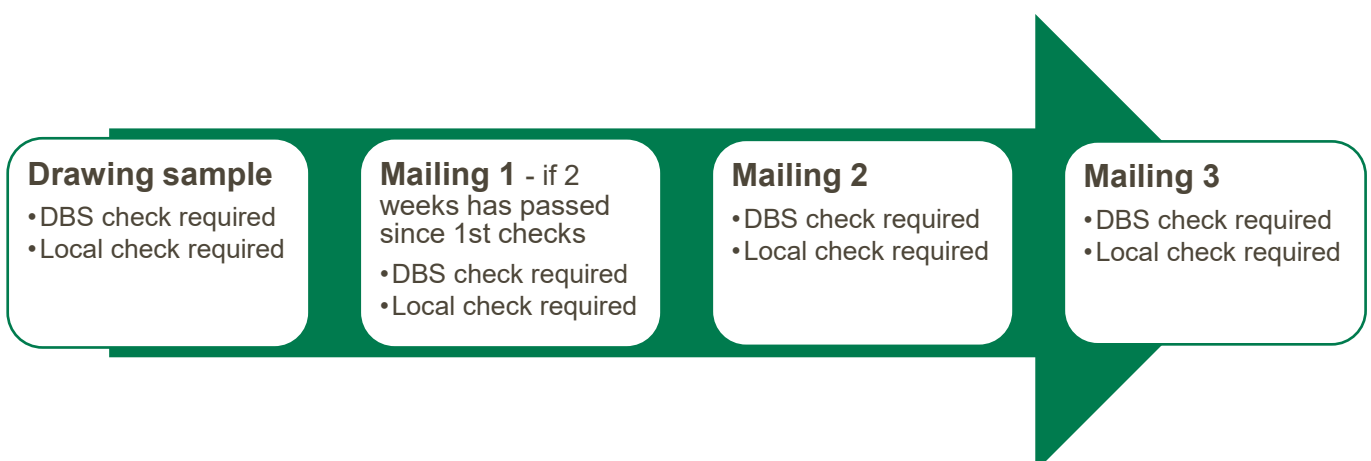 Drawing sample
•DBS check required
•Local check required
Mailing 1 - if 2
weeks has passed
since 1st checks
•DBS check required
•Local check required
Mailing 2
•DBS check required
•Local check required
Mailing 3
•DBS check required
•Local check required